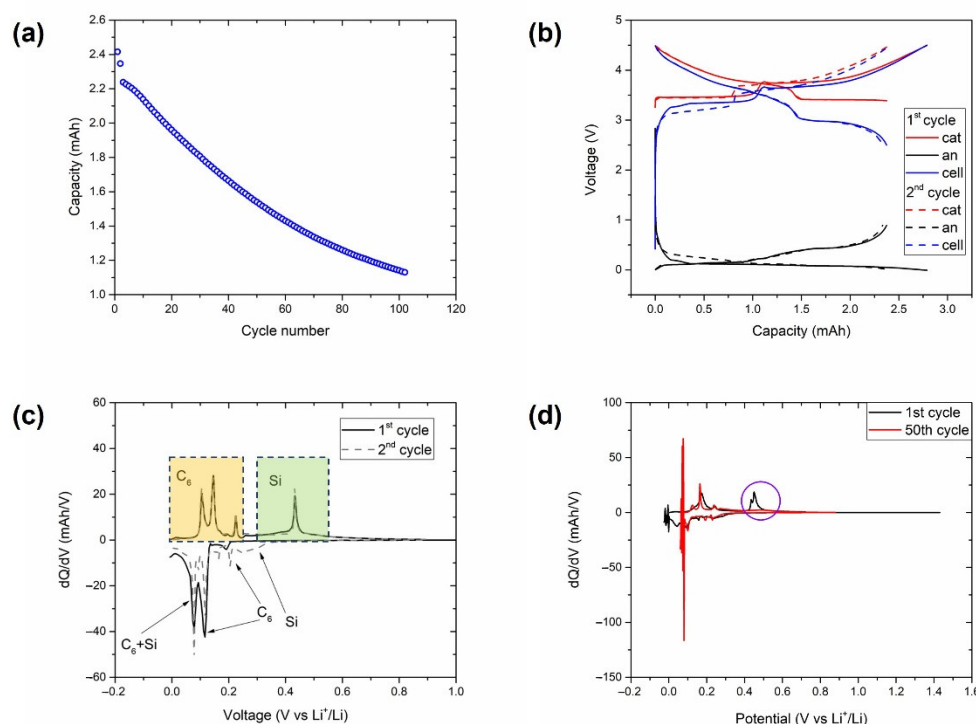 (a)
2.6
2.4
2.2
2.0
1.8
1.6
1.4
1.2
1.0
0 20 40 60 80 100 120
Capacity (mAh)
Cycle number
(b)
5
4
3
2
1
0
0.0 0.5 1.0 1.5 2.0 2.5 3.0
Voltage (V)
Capacity (mAh)
1st cycle
cat
an
cell
2nd cycle
cat
an
cell
(c)
60
40
20
0
−20
−40
−60
−0.2 0.0 0.2 0.4 0.6 0.8 1.0
dQ/dV (mAh/V)
Voltage (V vs Li+/Li)
1st cycle
2nd cycle
C6
Si
C6+Si
C6
Si
(d)
100
50
0
−50
−100
−150
−0.2 0.0 0.2 0.4 0.6 0.8 1.0 1.2 1.4 1.6
dQ/dV (mAh/V)
Potential (V vs Li+/Li)
1st cycle
50th cycle